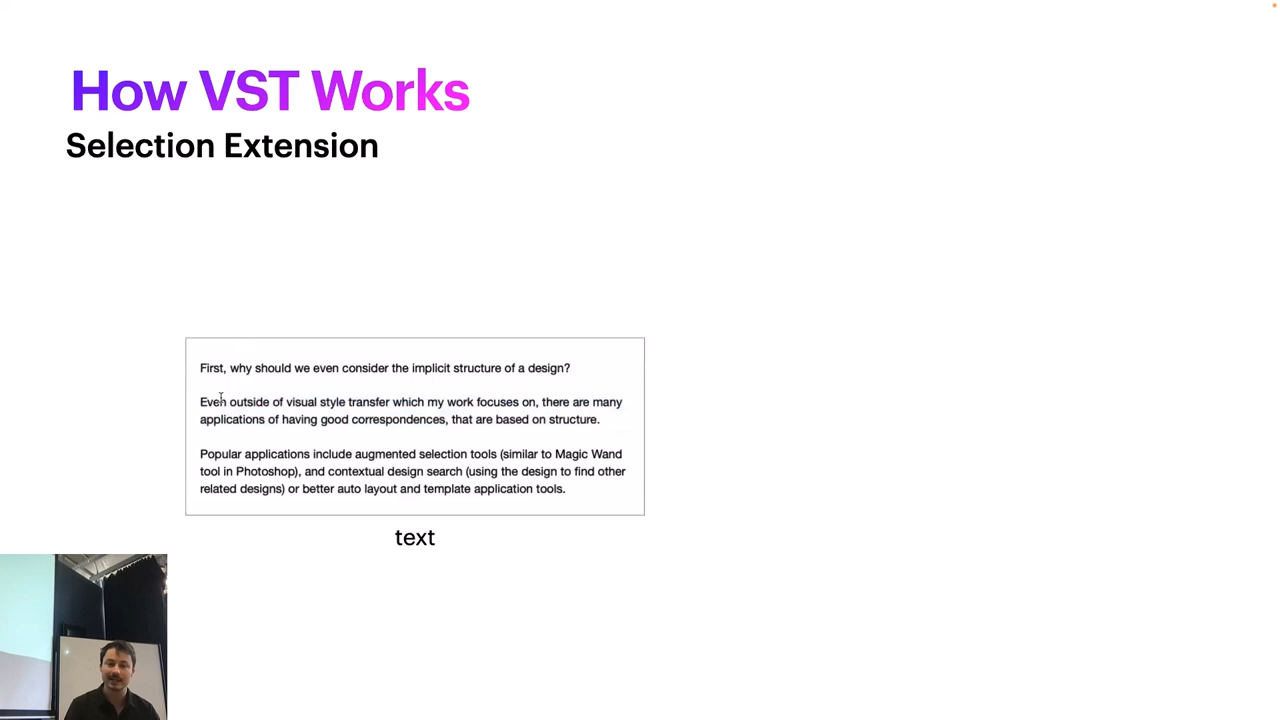 How VST Works
Selection Extension
First, why should we even consider the implicit structure of a design?
Even outside of visual style transfer which my work focuses on, there are many
applications of having good correspondences, that are based on structure.
Popular applications include augmented selection tools (similar to Magic Wand
tool in Photoshop), and contextual design search (using the design to find other
related designs) or better auto layout and template application tools.
text